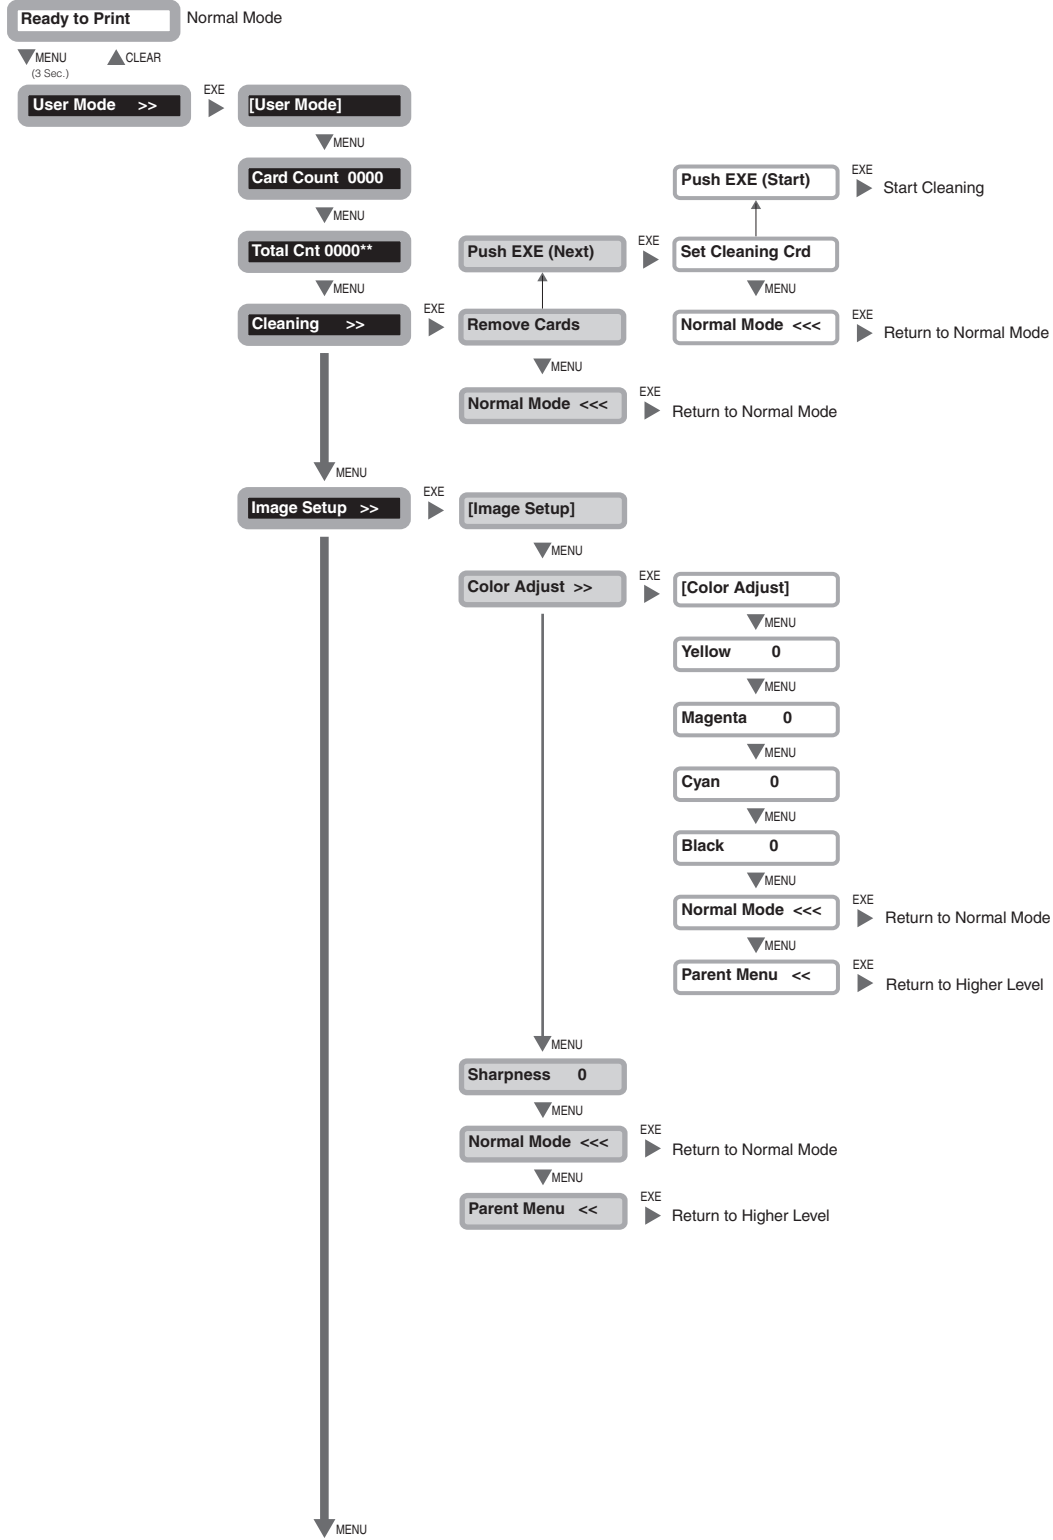 Ready to Print Normal Mode
MENU CLEAR
(3 Sec.)
User Mode >> EXE [User Mode]
MENU
Card Count 0000 Push EXE (Start) EXE Start Cleaning
MENU
Total Cnt 0000** Push EXE (Next) EXE Set Cleaning Crd
MENU MENU
Cleaning >> EXE Remove Cards Normal Mode <<< EXE Return to Normal Mode
MENU
Normal Mode <<< EXE Return to Normal Mode
MENU
Image Setup >> EXE [Image Setup]
MENU
Color Adjust >> EXE [Color Adjust]
MENU
Yellow 0
MENU
Magenta 0
MENU
Cyan 0
MENU
Black 0
MENU
Normal Mode <<< EXE Return to Normal Mode
MENU
Parent Menu << EXE Return to Higher Level
MENU
Sharpness 0
MENU
Normal Mode <<< EXE Return to Normal Mode
MENU
Parent Menu << EXE Return to Higher Level
MENU